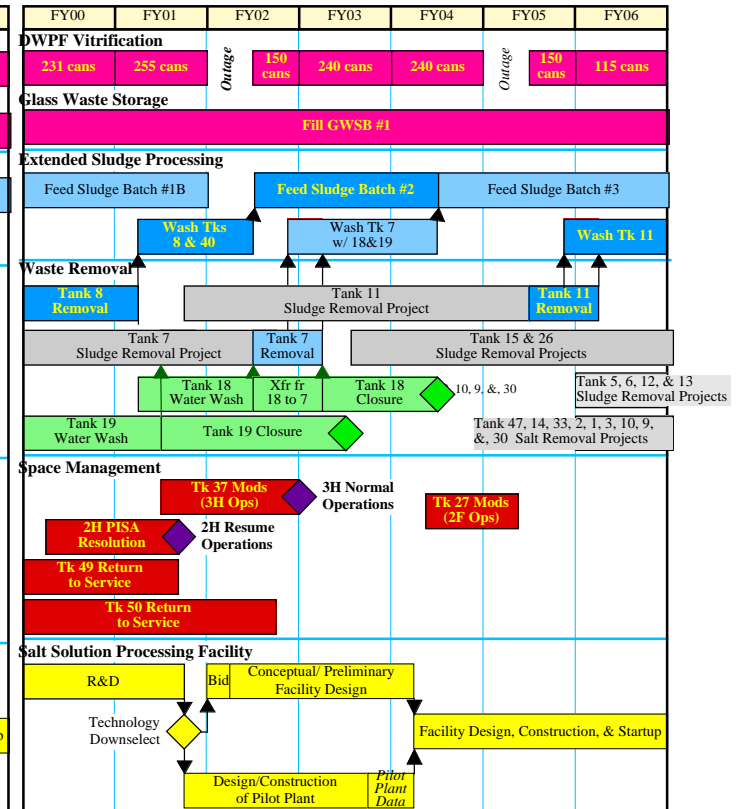 FY00 FY01 FY02 FY03 FY04 FY05 FY06
DWPF Vitrification
231 cans
255 cans
Outage
150
cans
240 cans
240 cans
Outage
150
cans
115 cans
Glass Waste Storage
Fill GWSB #1
Extended Sludge Processing
Feed Sludge Batch #1B
Feed Sludge Batch #2
Feed Sludge Batch #3
Wash Tks
8 & 40
Wash Tk 7
w/ 18&19
Wash Tk 11
Waste Removal
Tank 8
Removal
Tank 11
Sludge Removal Project
Tank 11
Removal
Tank 7
Sludge Removal Project
Tank 7
Removal
Tank 15 & 26
Sludge Removal Projects
Tank 18
Water Wash
Xfr fr
18 to 7
Tank 18
Closure
10, 9, &, 30
Tank 5, 6, 12, & 13
Sludge Removal Projects
Tank 19
Water Wash
Tank 19 Closure
Tank 47, 14, 33, 2, 1, 3, 10, 9,
&, 30 Salt Removal Projects
Space Management
Tk 37 Mods
(3H Ops)
3H Normal
Operations
Tk 27 Mods
(2F Ops)
2H PISA
Resolution
2H Resume
Operations
Tk 49 Return
to Service
Tk 50 Return
to Service
Salt Solution Processing Facility
R&D
Bid
Conceptual/ Preliminary
Facility Design
Technology
Downselect
Facility Design, Construction, & Startup
Design/Construction
of Pilot Plant
Pilot
Plant
Data